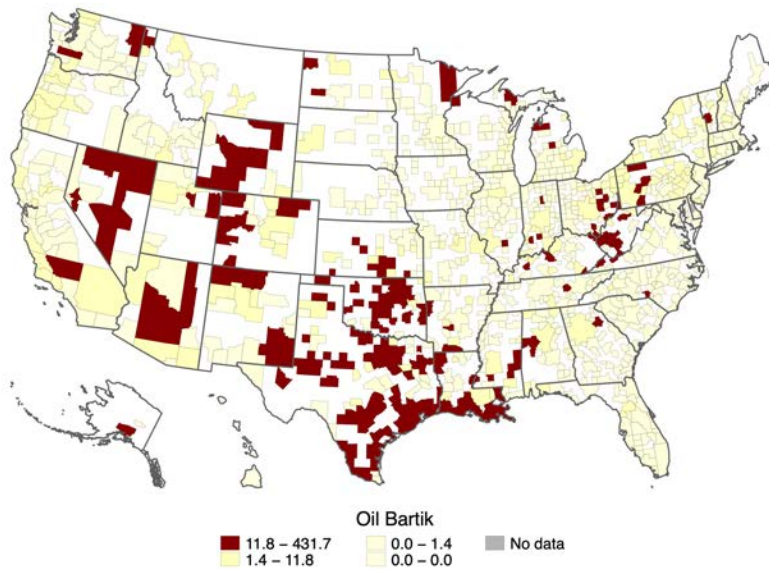 Oil Bartik
11.8 – 431.7
0.0 – 1.4
No data
1.4 – 11.8
0.0 – 0.0